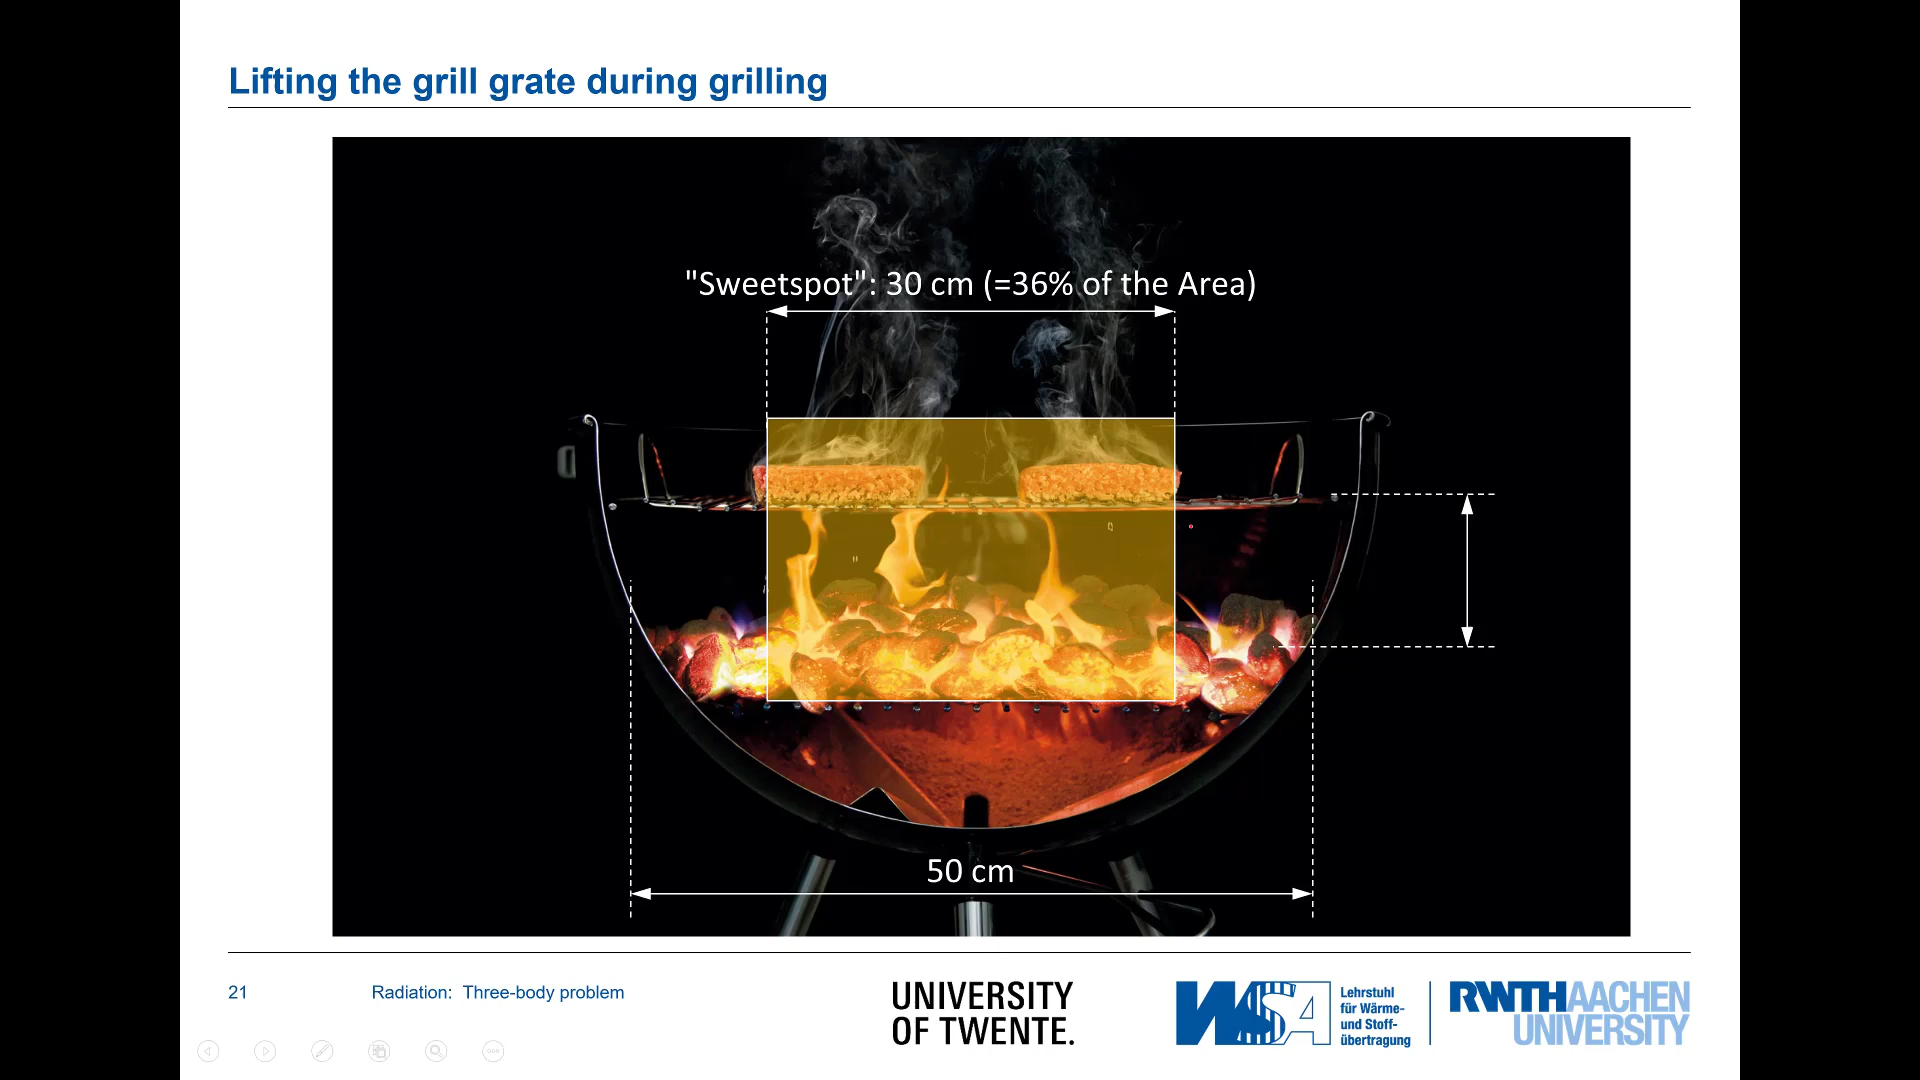 Lifting the grill grate during grilling
"Sweetspot": 30 cm (=36% of the Area)
50 cm
21
Radiation: Three-body problem
UNIVERSITY
OF TWENTE.
WSA
Lehrstuhl
für Wärme-
und Stoff-
übertragung
RWTHAACHEN
UNIVERSITY